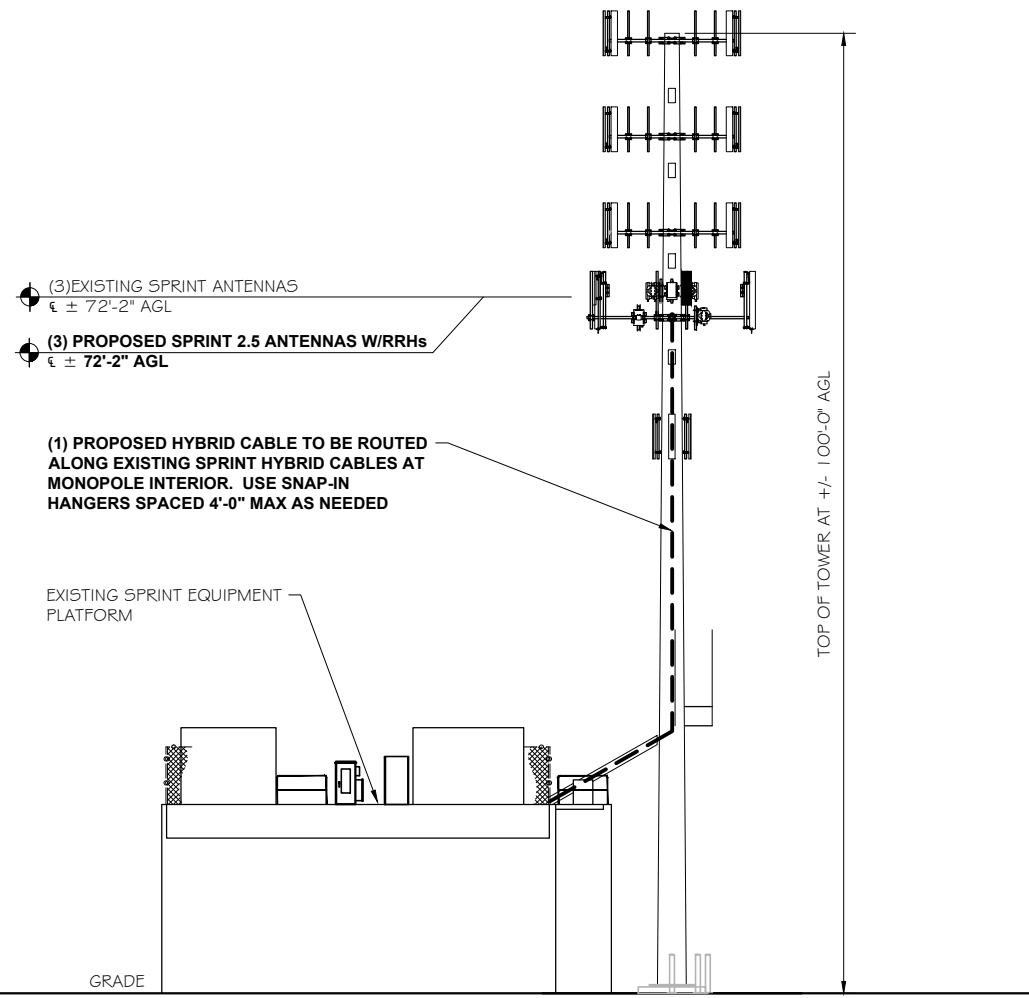 (3)EXISTING SPRINT ANTENNAS
℄ ± 72'-2" AGL
(3) PROPOSED SPRINT 2.5 ANTENNAS W/RRHs
℄ ± 72'-2" AGL
(1) PROPOSED HYBRID CABLE TO BE ROUTED
ALONG EXISTING SPRINT HYBRID CABLES AT
MONOPOLE INTERIOR. USE SNAP-IN
HANGERS SPACED 4'-0" MAX AS NEEDED
EXISTING SPRINT EQUIPMENT
PLATFORM
TOP OF TOWER AT +/- 100'-0" AGL
GRADE